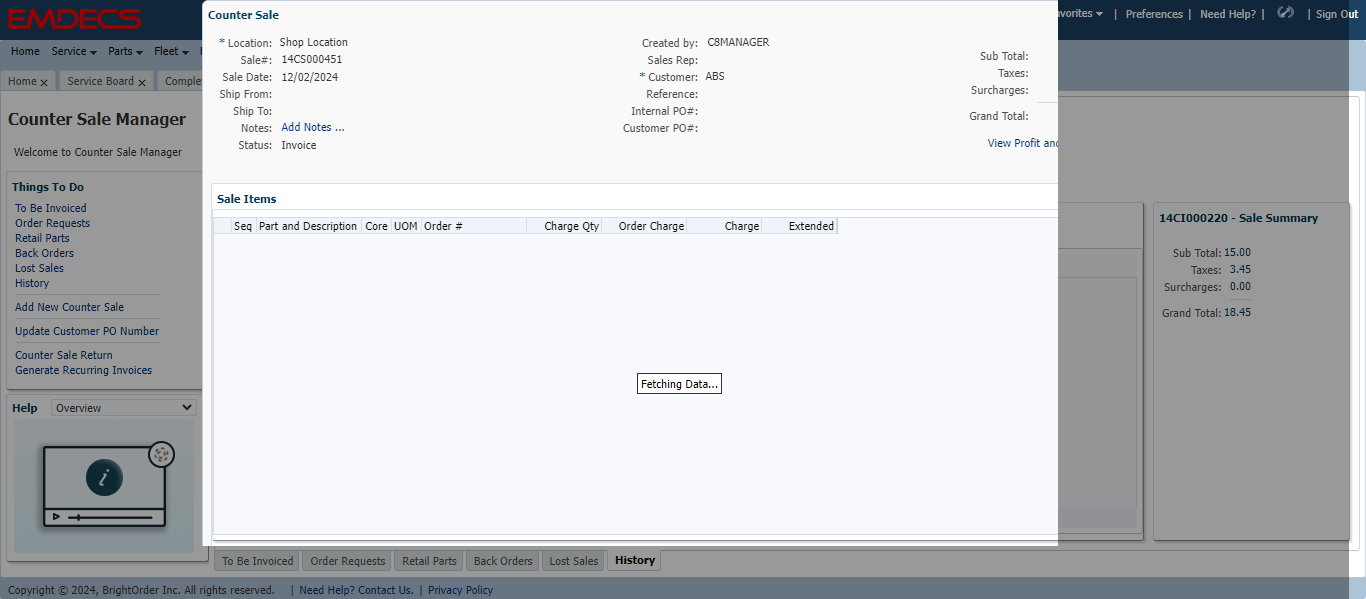 EMDECS
vorites | Preferences | Need Help? | | Sign Out
Home Service Parts Fleet
Home x Service Board x Comple
Counter Sale Manager
Welcome to Counter Sale Manager
Things To Do
To Be Invoiced
Order Requests
Retail Parts
Back Orders
Lost Sales
History
Add New Counter Sale
Update Customer PO Number
Counter Sale Return
Generate Recurring Invoices
Help Overview
i
Counter Sale
* Location: Shop Location
Sale#: 14CS000451
Sale Date: 12/02/2024
Ship From:
Ship To:
Notes: Add Notes ...
Status: Invoice
Created by: C8MANAGER
Sales Rep:
* Customer: ABS
Reference:
Internal PO#:
Customer PO#:
Sub Total:
Taxes:
Surcharges:
Grand Total:
View Profit and
Sale Items
Seq Part and Description Core UOM Order # Charge Qty Order Charge Charge Extended
Fetching Data...
14CI000220 - Sale Summary
Sub Total: 15.00
Taxes: 3.45
Surcharges: 0.00
Grand Total: 18.45
To Be Invoiced Order Requests Retail Parts Back Orders Lost Sales History
Copyright © 2024, BrightOrder Inc. All rights reserved. | Need Help? Contact Us. | Privacy Policy